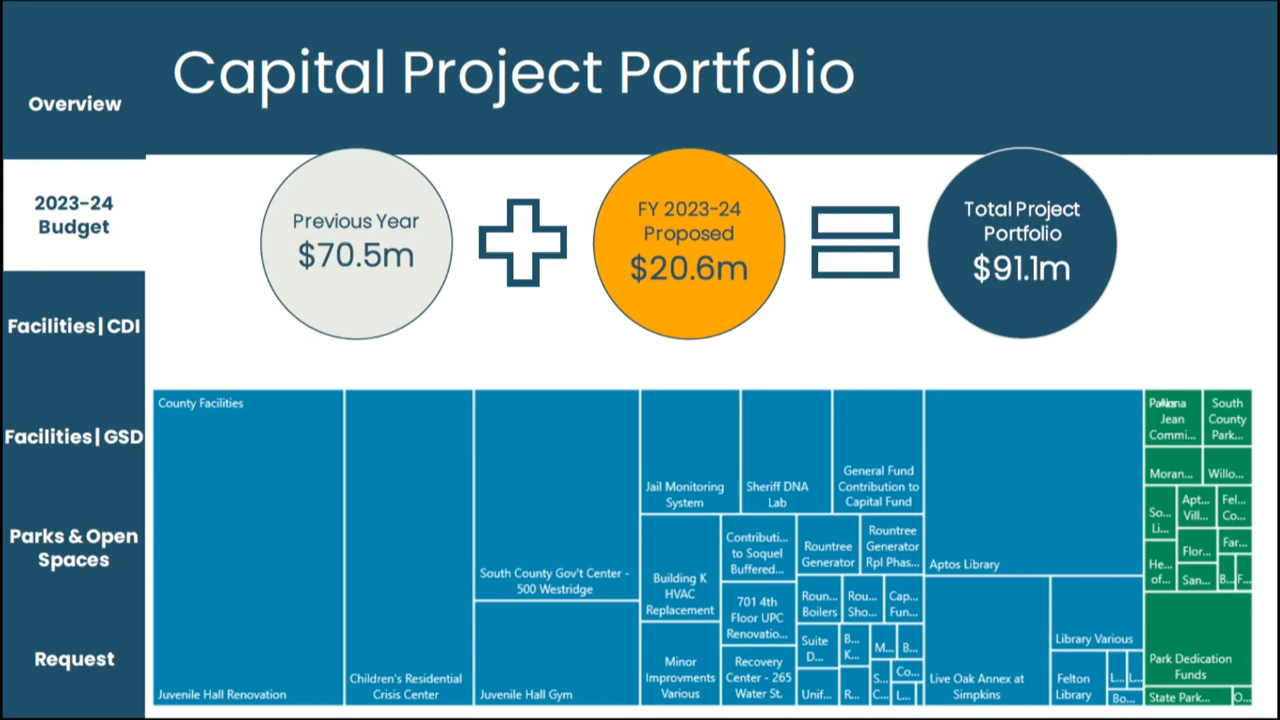 Capital Project Portfolio
Overview
2023-24
Budget
Facilities | CDI
Facilities | GSD
Parks & Open
Spaces
Request
Previous Year
$70.5m
FY 2023-24
Proposed
$20.6m
Total Project
Portfolio
$91.1m
County Facilities
Juvenile Hall Renovation
Children's Residential
Crisis Center
South County Gov't Center -
500 Westridge
Juvenile Hall Gym
Jail Monitoring
System
Sheriff DNA
Lab
General Fund
Contribution to
Capital Fund
Building K
HVAC
Replacement
Minor
Improvments
Various
Contributi...
to Soquel
Buffered...
701 4th
Floor UPC
Renovatio...
Recovery
Center - 265
Water St.
Rountree
Generator
Rountree
Generator
Rpl Phas...
Roun...
Boilers
Rou...
Sho...
Cap...
Fun...
Suite
D...
B...
K...
M...
B...
Unif...
R...
S...
C...
Co...
L...
Aptos Library
Live Oak Annex at
Simpkins
Library Various
Felton
Library
L...
L...
Bo...
Jean
Commi...
South
County
Park...
Moran...
Willo...
So...
Li...
Apt...
Vill...
Fel...
Co...
He...
of...
Flor...
Far...
San...
B...
F...
Park Dedication
Funds
State Park...
O...